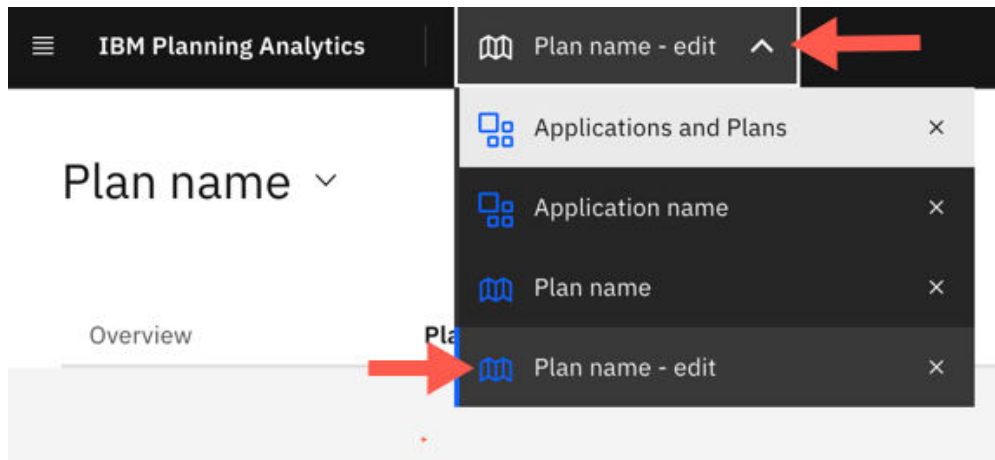 IBM Planning Analytics
Plan name - edit
Applications and Plans
Plan name
Application name
Plan name
Overview
Plan name - edit